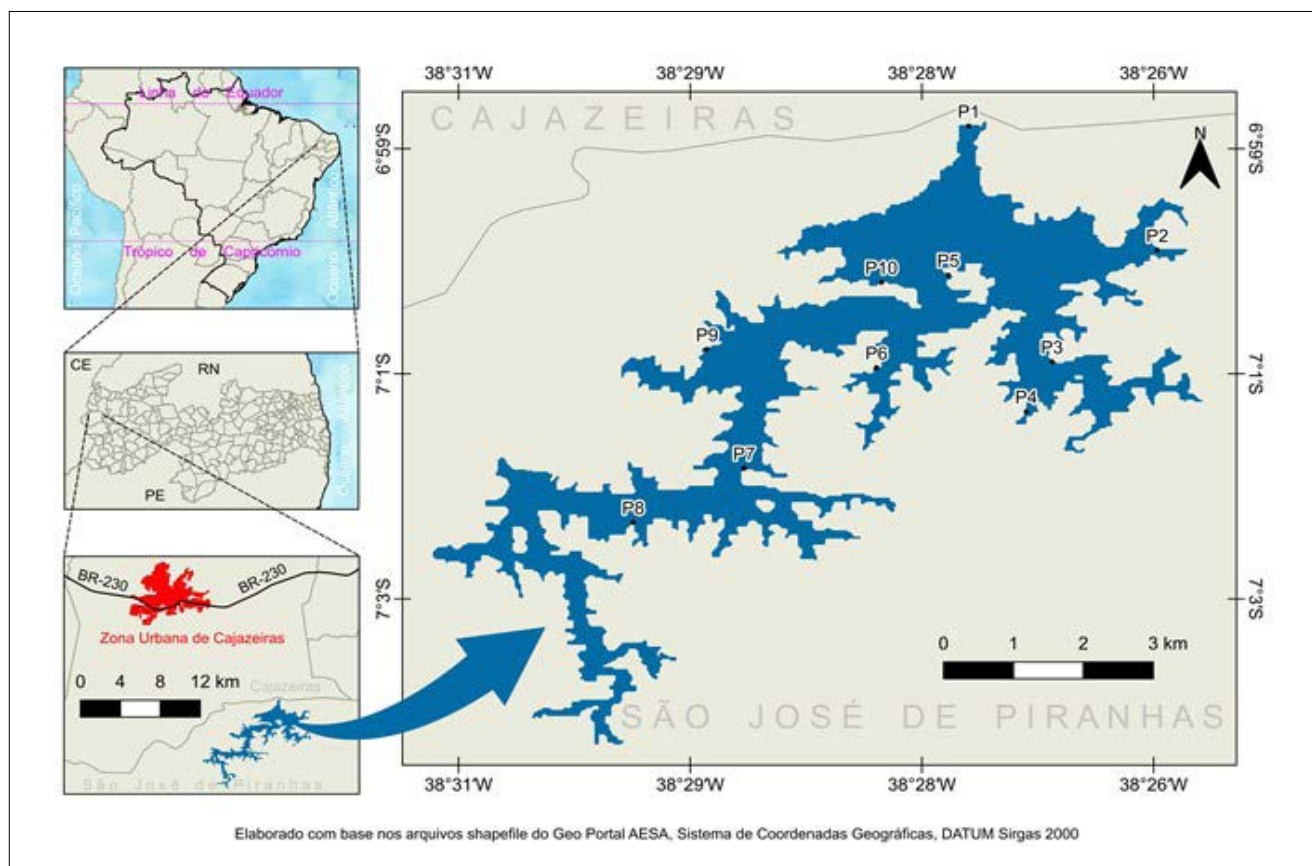 Linha do Equador
Oceano Pacífico
Oceano Atlântico
Trópico de Capricórnio
CE
RN
PE
BR-230
BR-230
Zona Urbana de Cajazeiras
0 4 8 12 km
Cajazeiras
São José de Piranhas
38°31'W 38°29'W 38°28'W 38°26'W
CAJAZEIRAS
N
6°59'S 6°59'S
7°1'S 7°1'S
7°3'S 7°3'S
P1
P2
P10
P5
P9
P6
P3
P4
P7
P8
0 1 2 3 km
SÃO JOSÉ DE PIRANHAS
38°31'W 38°29'W 38°28'W 38°26'W
Elaborado com base nos arquivos shapefile do Geo Portal AESA, Sistema de Coordenadas Geográficas, DATUM Sirgas 2000